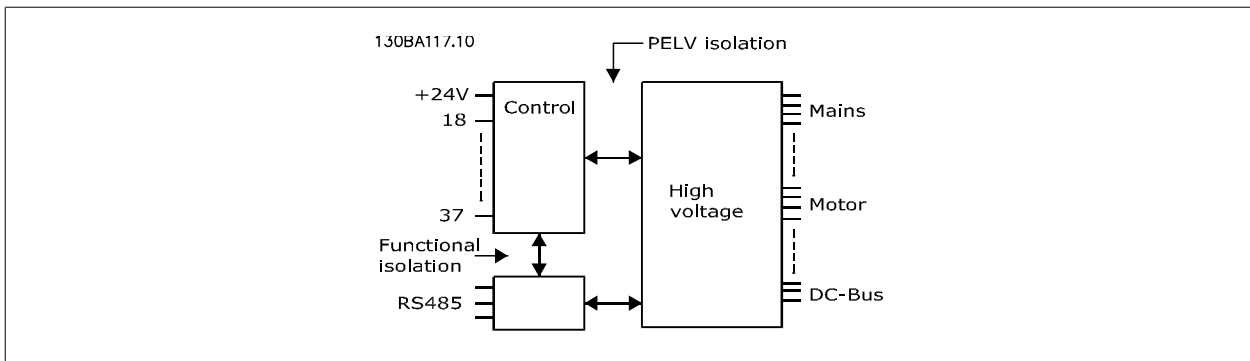 130BA117.10
PELV isolation
+24V
Control
18
Mains
High
voltage
37
Motor
Functional
isolation
RS485
DC-Bus